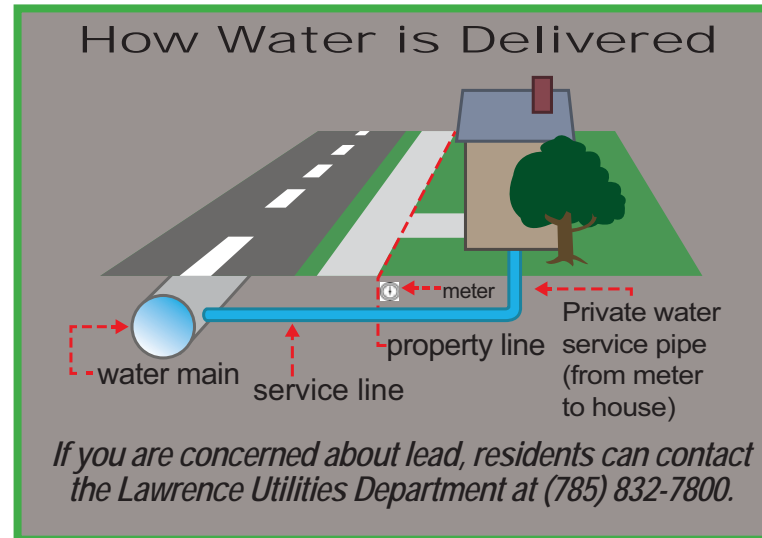 How Water is Delivered
meter
property line
Private water
service pipe
(from meter
to house)
water main
service line
If you are concerned about lead, residents can contact
the Lawrence Utilities Department at (785) 832-7800.